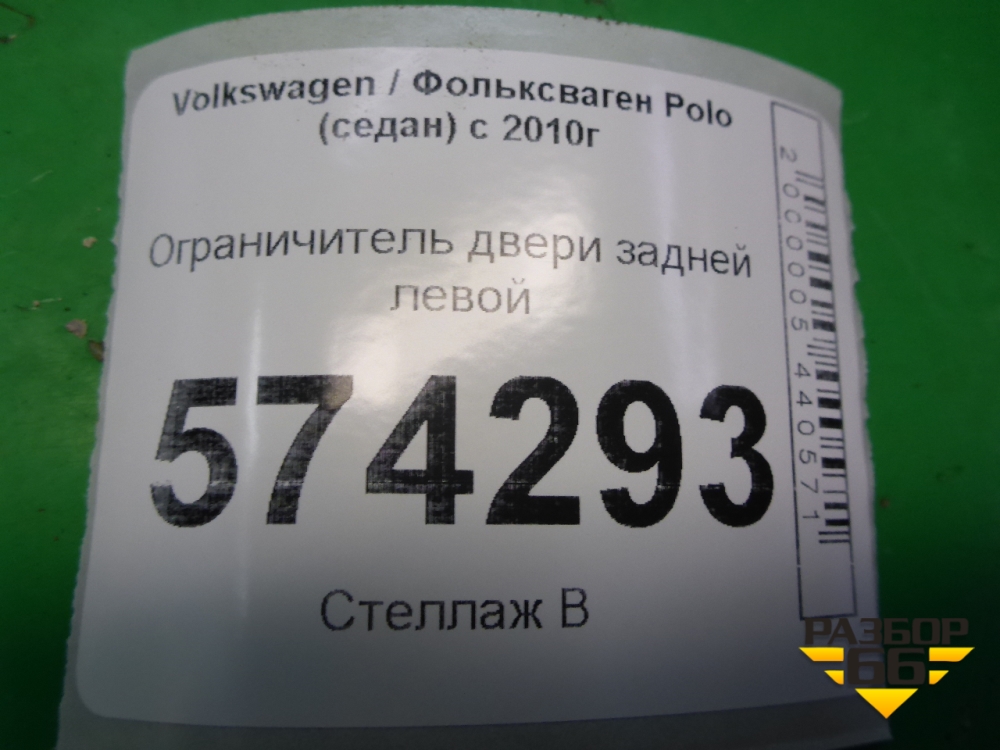 Volkswagen / Фольксваген Polo
(седан) с 2010г
Ограничитель двери задней
левой
574293
Стеллаж В
2000005440571
РАЗБОР
66